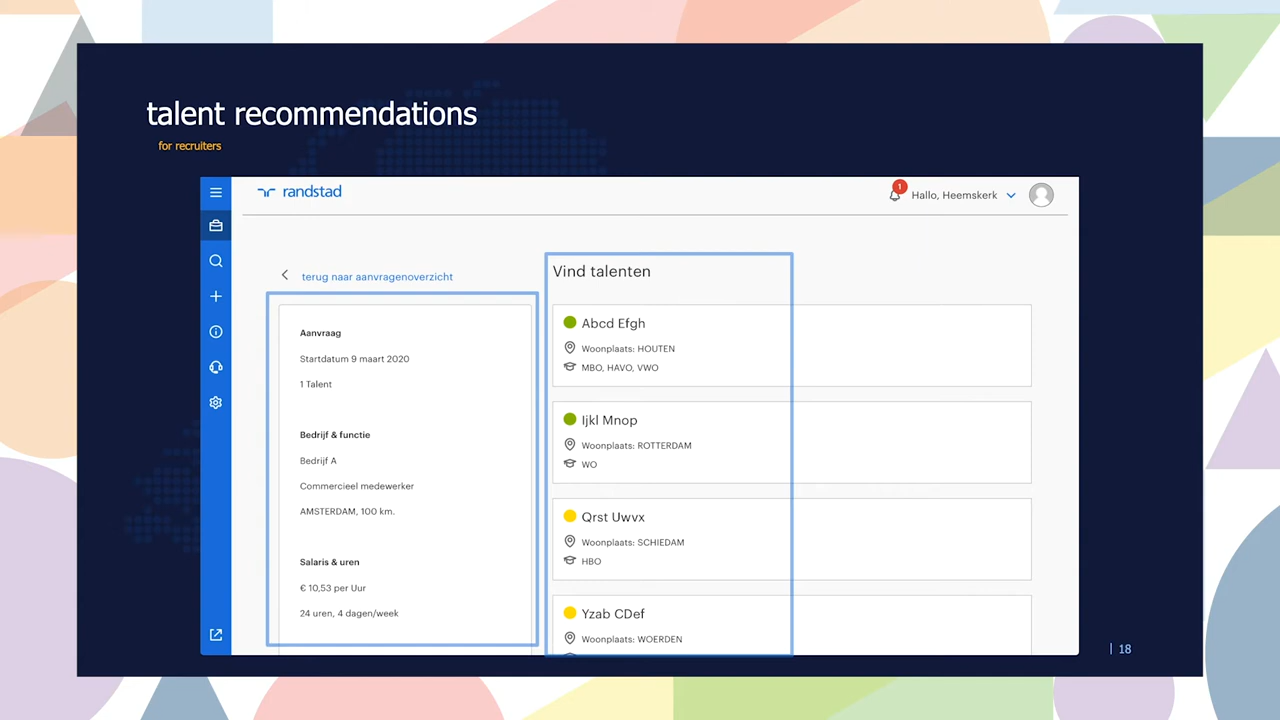 talent recommendations
for recruiters
randstad
1
Hallo, Heemskerk
terug naar aanvragenoverzicht
Aanvraag
Startdatum 9 maart 2020
1 Talent
Bedrijf & functie
Bedrijf A
Commercieel medewerker
AMSTERDAM, 100 km.
Salaris & uren
€ 10,53 per Uur
24 uren, 4 dagen/week
Vind talenten
Abcd Efgh
Woonplaats: HOUTEN
MBO, HAVO, VWO
Ijkl Mnop
Woonplaats: ROTTERDAM
WO
Qrst Uwvx
Woonplaats: SCHIEDAM
HBO
Yzab CDef
Woonplaats: WOERDEN
18